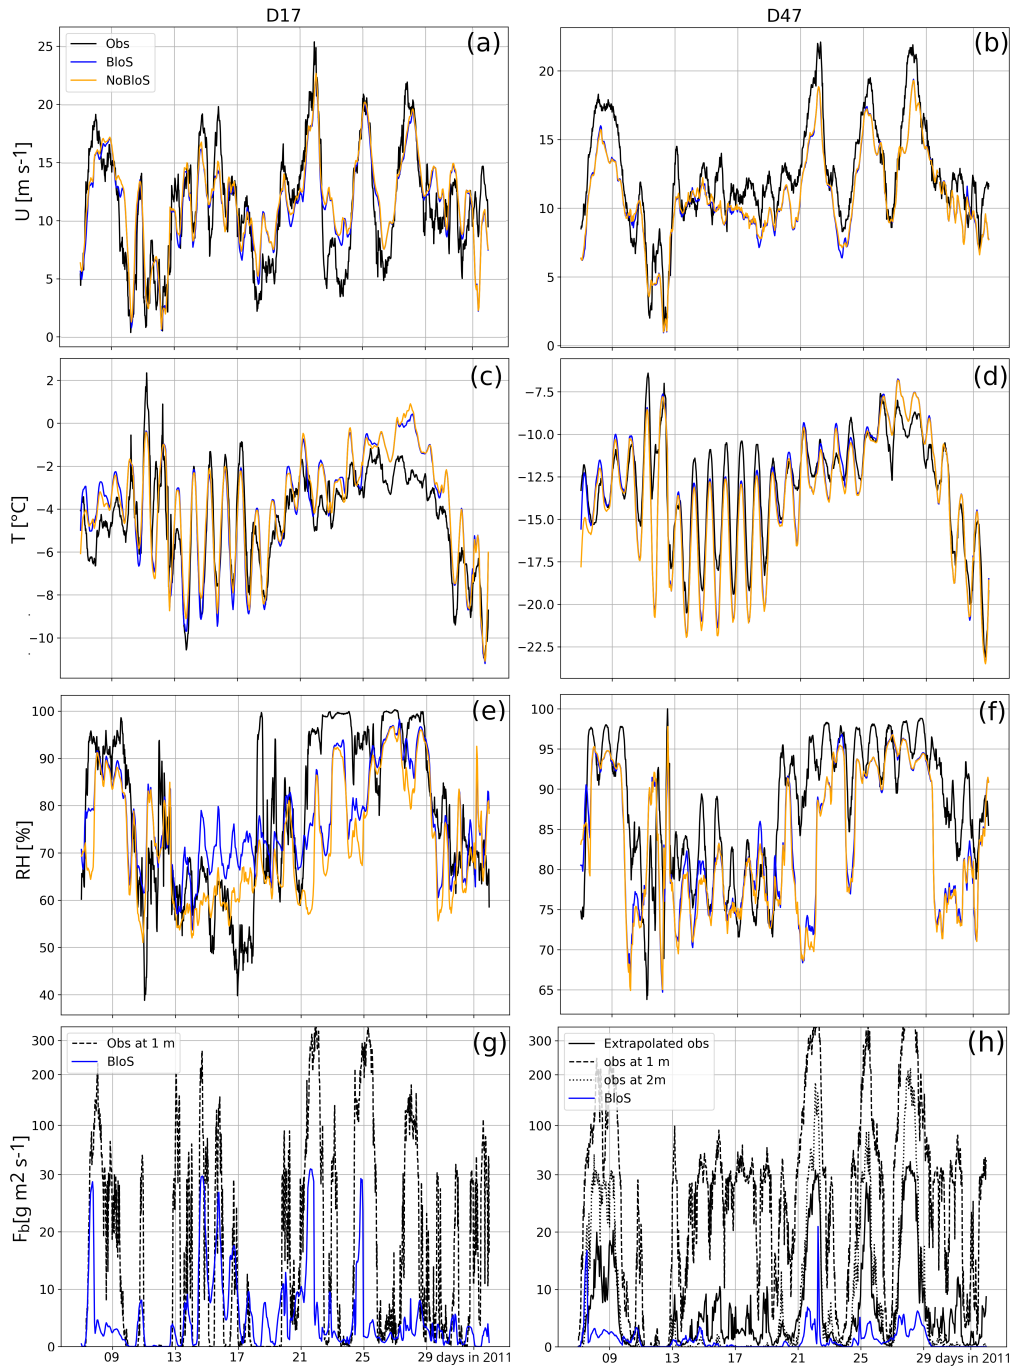 D17
D47
(a)
Obs
BloS
NoBloS
U [m s-1]
25
20
15
10
5
0
(b)
20
15
10
5
0
(c)
T [°C]
2
0
−2
−4
−6
−8
−10
(d)
−7.5
−10.0
−12.5
−15.0
−17.5
−20.0
−22.5
(e)
RH [%]
100
90
80
70
60
50
40
(f)
100
95
90
85
80
75
70
65
(g)
Obs at 1 m
BloS
Fb[g m2 s-1]
300
200
100
30
20
10
0
09
13
17
21
25
29 days in 2011
(h)
Extrapolated obs
obs at 1 m
obs at 2m
BloS
300
200
100
30
20
10
0
09
13
17
21
25
29 days in 2011